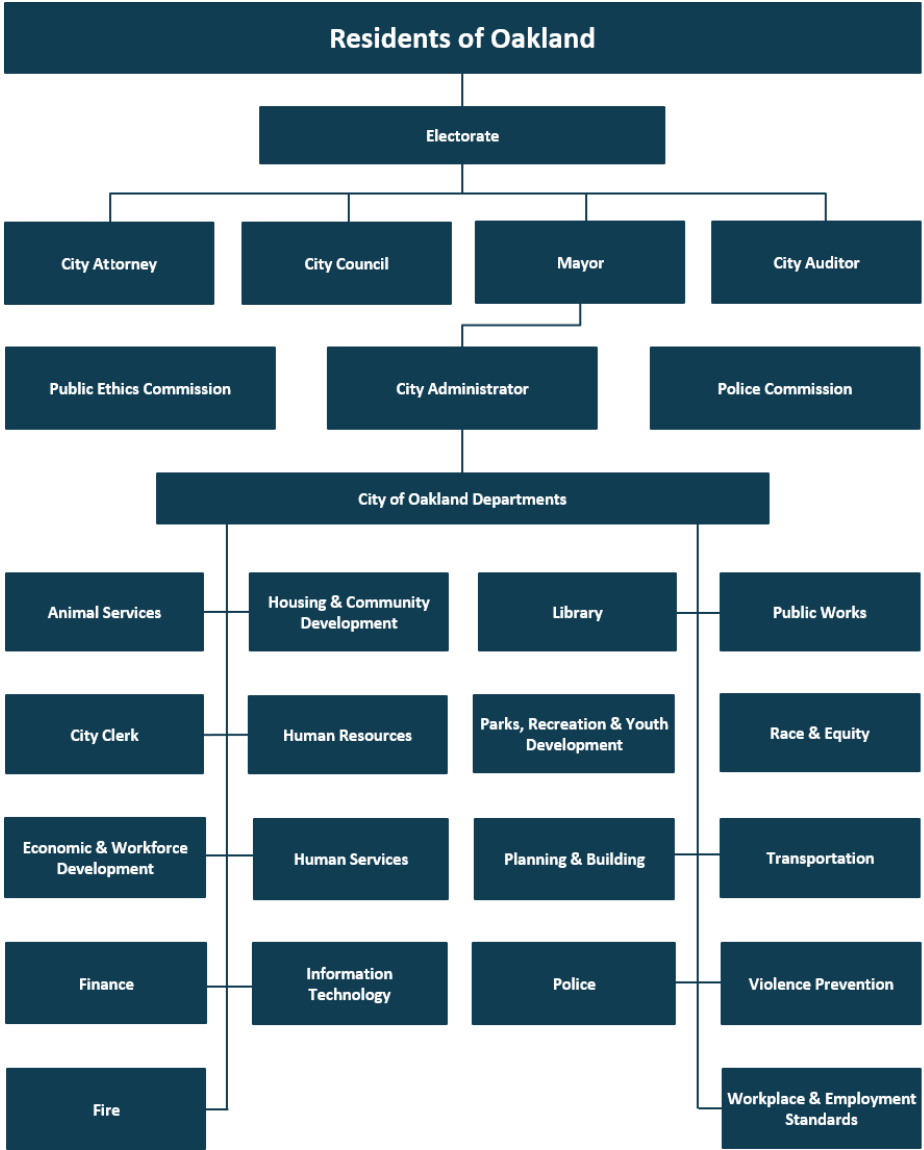 Residents of Oakland
Electorate
City Attorney
City Council
Mayor
City Auditor
Public Ethics Commission
City Administrator
Police Commission
City of Oakland Departments
Animal Services
Housing & Community
Development
Library
Public Works
City Clerk
Human Resources
Parks, Recreation & Youth
Development
Race & Equity
Economic & Workforce
Development
Human Services
Planning & Building
Transportation
Finance
Information
Technology
Police
Violence Prevention
Fire
Workplace & Employment
Standards